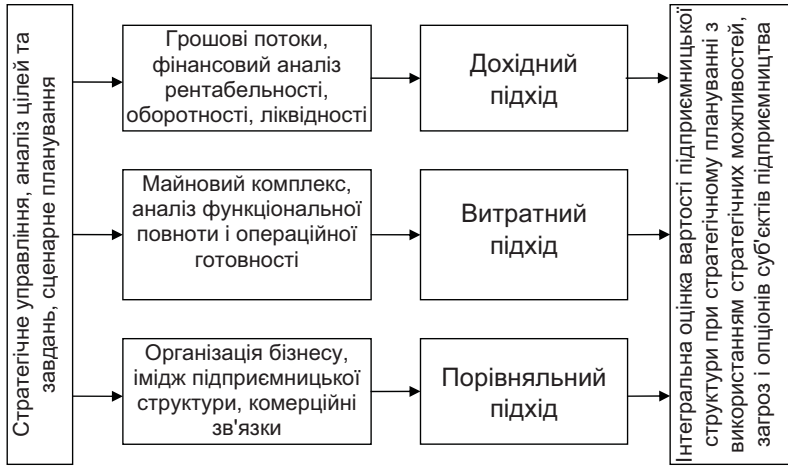 Стратегічне управління, аналіз цілей та
завдань, сценарне планування
Грошові потоки,
фінансовий аналіз
рентабельності,
оборотності, ліквідності
Дохідний
підхід
Майновий комплекс,
аналіз функціональної
повноти і операційної
готовності
Витратний
підхід
Організація бізнесу,
імідж підприємницької
структури, комерційні
зв'язки
Порівняльний
підхід
Інтегральна оцінка вартості підприємницької
структури при стратегічному плануванні з
використанням стратегічних можливостей,
загроз і опціонів суб'єктів підприємництва